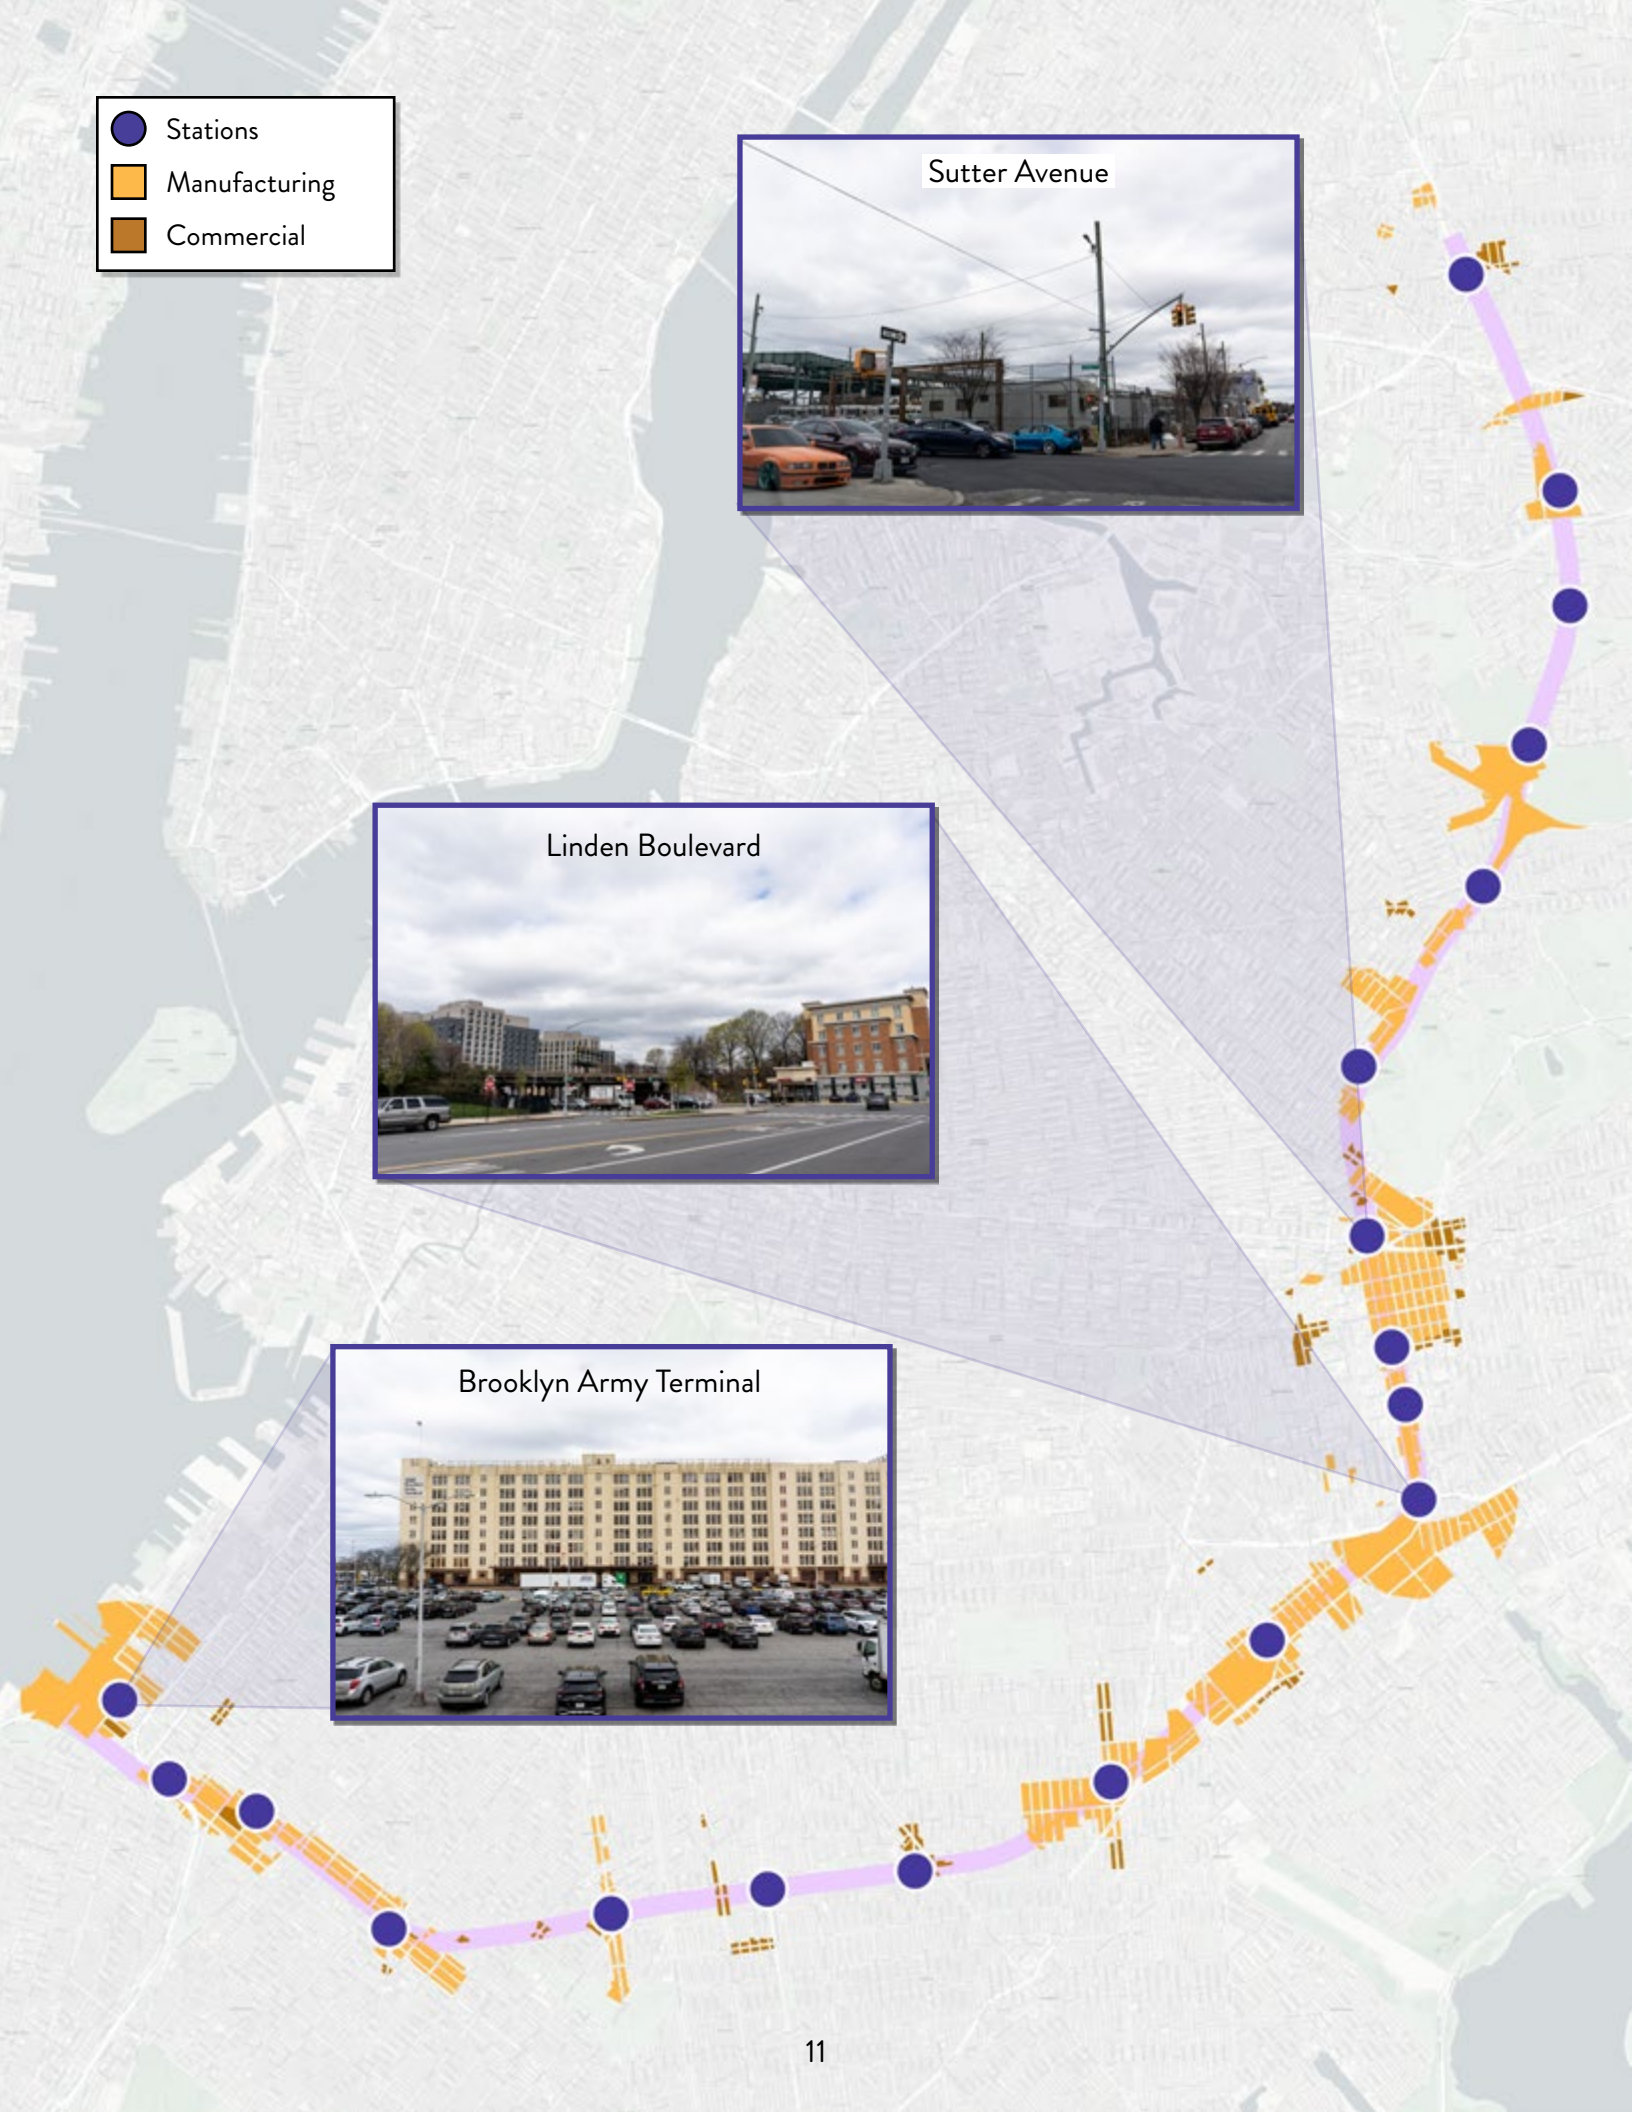 Stations
Manufacturing
Commercial
Sutter Avenue
Linden Boulevard
Brooklyn Army Terminal
11